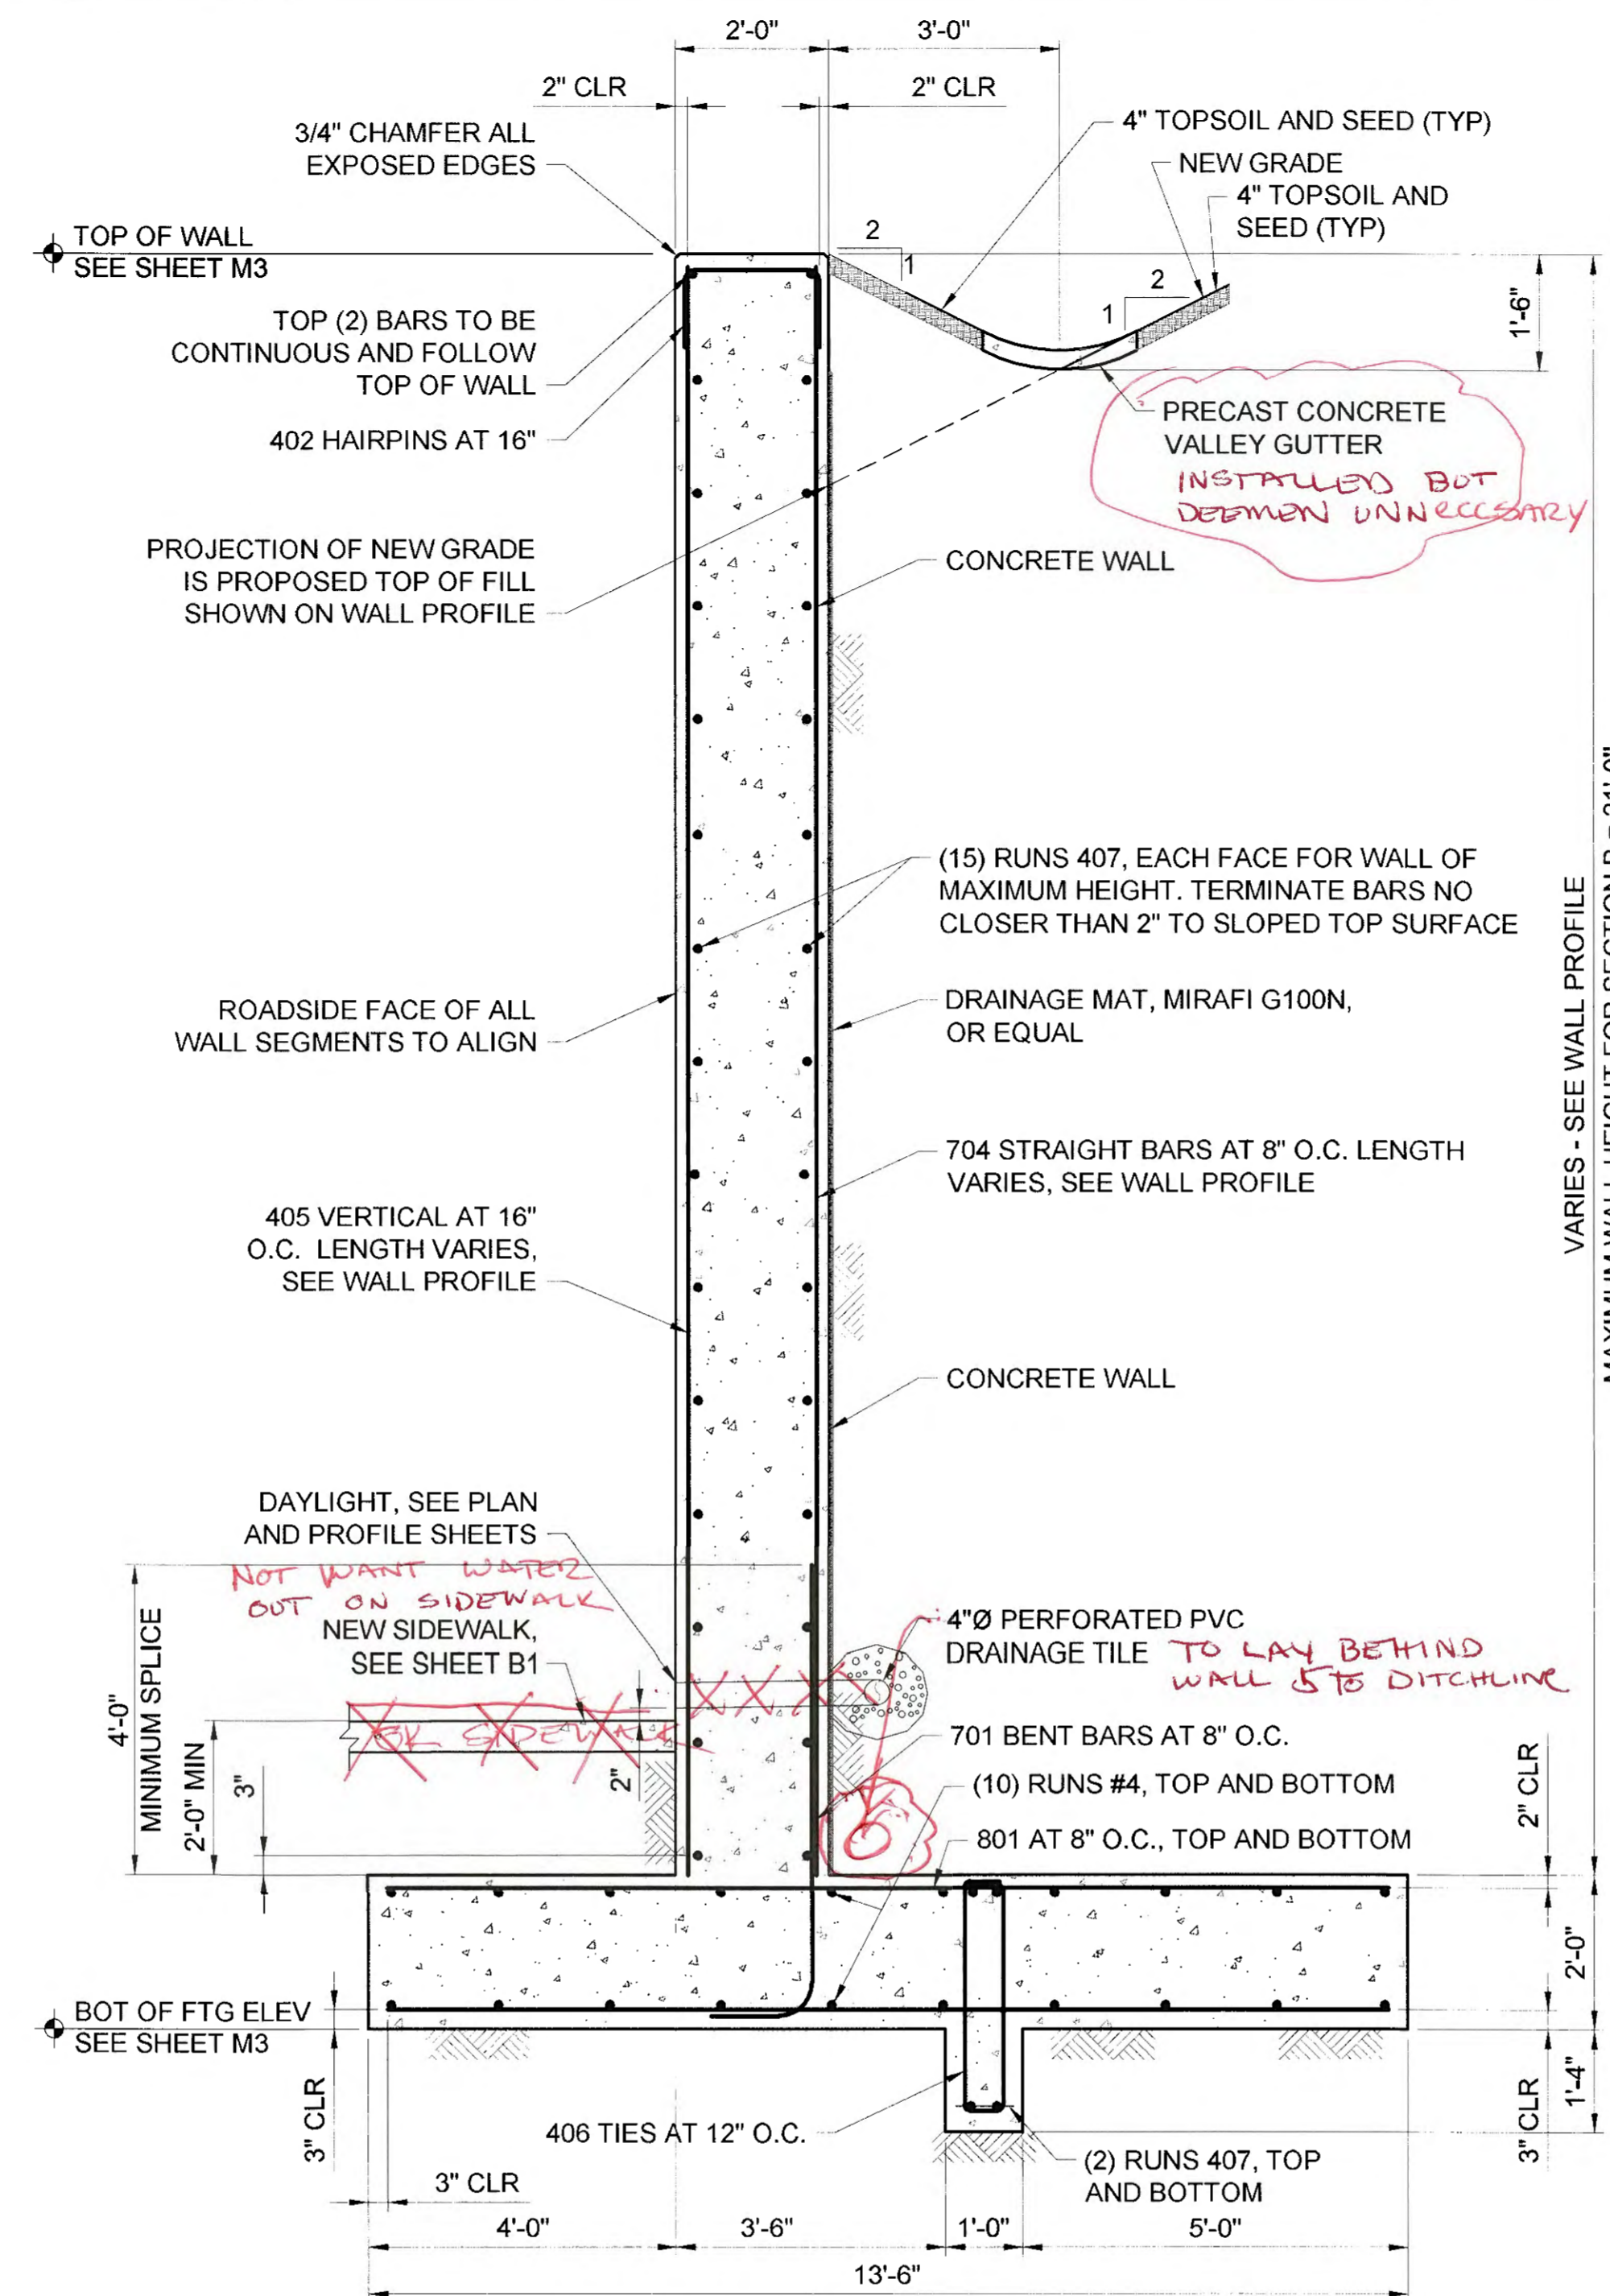 2'-0"
3'-0"
2" CLR
2" CLR
3/4" CHAMFER ALL
EXPOSED EDGES
4" TOPSOIL AND SEED (TYP)
NEW GRADE
4" TOPSOIL AND
SEED (TYP)
TOP OF WALL
SEE SHEET M3
2
1
2
1
1'-6"
TOP (2) BARS TO BE
CONTINUOUS AND FOLLOW
TOP OF WALL
402 HAIRPINS AT 16"
PRECAST CONCRETE
VALLEY GUTTER
INSTALLED BUT
DEEMEN UNNECCSSARY
PROJECTION OF NEW GRADE
IS PROPOSED TOP OF FILL
SHOWN ON WALL PROFILE
CONCRETE WALL
(15) RUNS 407, EACH FACE FOR WALL OF
MAXIMUM HEIGHT. TERMINATE BARS NO
CLOSER THAN 2" TO SLOPED TOP SURFACE
VARIES - SEE WALL PROFILE
ROADSIDE FACE OF ALL
WALL SEGMENTS TO ALIGN
DRAINAGE MAT, MIRAFI G100N,
OR EQUAL
704 STRAIGHT BARS AT 8" O.C. LENGTH
VARIES, SEE WALL PROFILE
405 VERTICAL AT 16"
O.C. LENGTH VARIES,
SEE WALL PROFILE
CONCRETE WALL
DAYLIGHT, SEE PLAN
AND PROFILE SHEETS
NOT WANT WATER
OUT ON SIDEWALK
NEW SIDEWALK,
SEE SHEET B1
4"Ø PERFORATED PVC
DRAINAGE TILE
TO LAY BEHIND
WALL TO DITCHLINE
SIDEWALK
4'-0"
MINIMUM SPLICE
2'-0" MIN
3"
2"
701 BENT BARS AT 8" O.C.
(10) RUNS #4, TOP AND BOTTOM
801 AT 8" O.C., TOP AND BOTTOM
2" CLR
2'-0"
BOT OF FTG ELEV
SEE SHEET M3
3" CLR
3" CLR
1'-4"
406 TIES AT 12" O.C.
(2) RUNS 407, TOP
AND BOTTOM
3" CLR
4'-0"
3'-6"
1'-0"
5'-0"
13'-6"